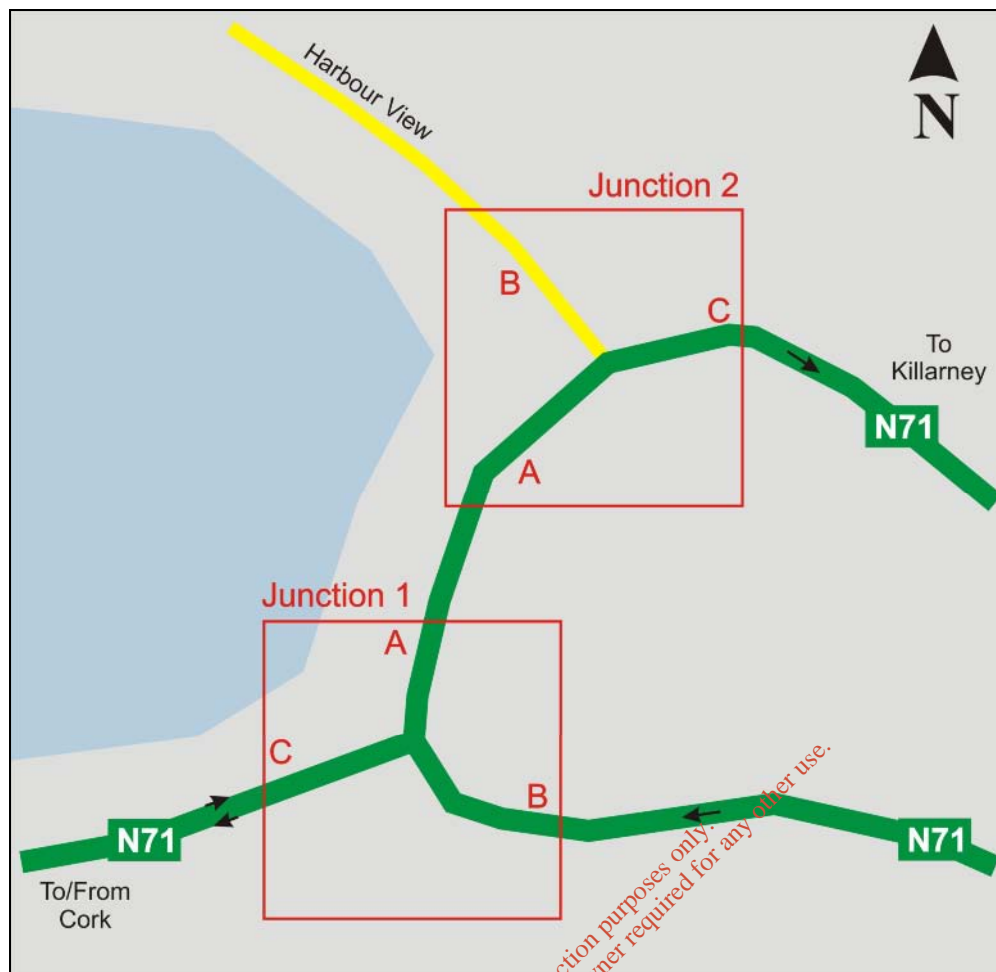 Harbour View
N
Junction 2
B
C
To
Killarney
N71
A
Junction 1
A
C
B
N71
N71
To/From
Cork
ction purposes only.
ner required for any other use.